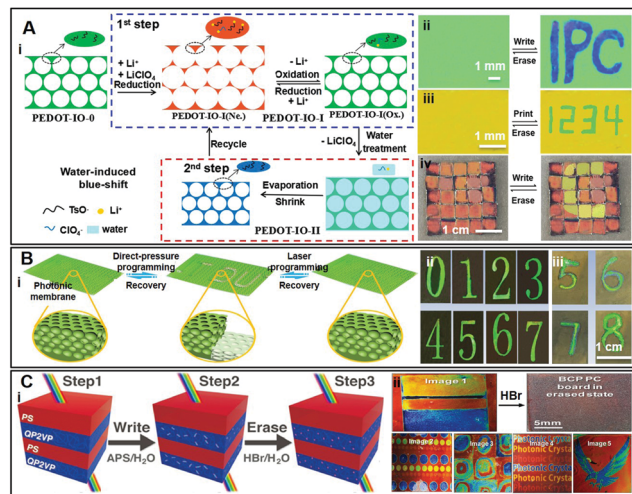 A
i
1st step
+ Li⁺
+ LiClO4
Reduction
- Li⁺
Oxidation
Reduction
+ Li⁺
PEDOT-IO-0
PEDOT-IO-I(Ne.)
PEDOT-IO-I
PEDOT-IO-I(Ox.)
Recycle
- LiClO4
Water
treatment
Water-induced
blue-shift
TsO-
Li⁺
ClO4-
water
2nd step
Evaporation
Shrink
PEDOT-IO-II
ii
1 mm
Write
Erase
IPC
iii
1 mm
Print
Erase
1234
iv
1 cm
Write
Erase
B
i
Direct-pressure
programming
Recovery
Laser
programming
Recovery
Photonic
membrane
ii
0 1 2 3
4 5 6 7
iii
5 6
7 8
1 cm
C
i
Step1
Step2
Step3
PS
QP2VP
PS
QP2VP
Write
APS/H2O
Erase
HBr/H2O
ii
Image 1
HBr
BCP PC
board in
erased state
5mm
Image 2
Image 3
Image 4
Image 5
Photonic Crystal
Photonic Crysta